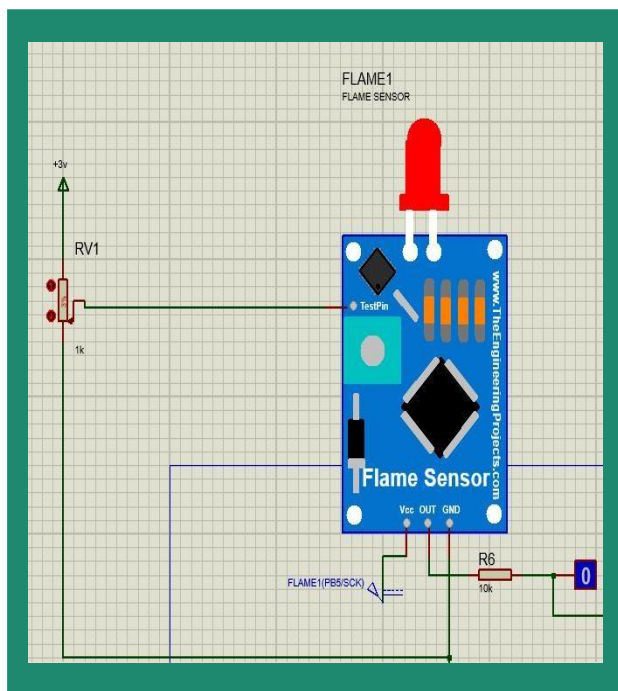 FLAME1
FLAME SENSOR
+3v
RV1
1k
TestPin
www.TheEngineeringProjects.com
Flame Sensor
Vcc OUT GND
FLAME1(PB5/SCK)
R6
10k
0